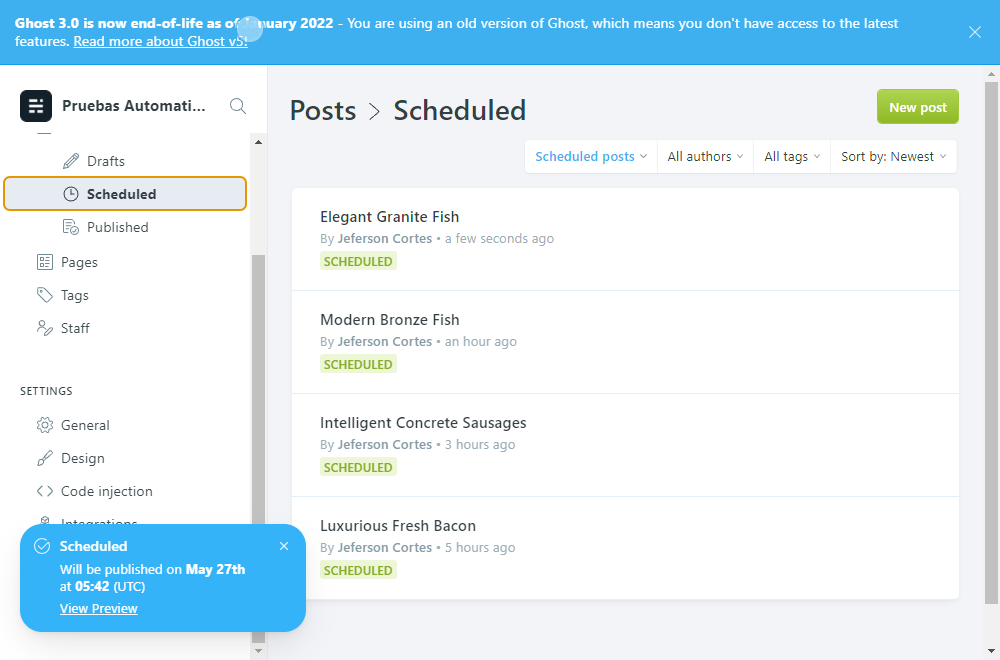 Ghost 3.0 is now end-of-life as of January 2022 - You are using an old version of Ghost, which means you don't have access to the latest
features. Read more about Ghost v5!
Pruebas Automati...
Drafts
Scheduled
Published
Pages
Tags
Staff
SETTINGS
General
Design
Code injection
Integrations
Scheduled
Will be published on May 27th
at 05:42 (UTC)
View Preview
Posts > Scheduled
New post
Scheduled posts
All authors
All tags
Sort by: Newest
Elegant Granite Fish
By Jeferson Cortes • a few seconds ago
SCHEDULED
Modern Bronze Fish
By Jeferson Cortes • an hour ago
SCHEDULED
Intelligent Concrete Sausages
By Jeferson Cortes • 3 hours ago
SCHEDULED
Luxurious Fresh Bacon
By Jeferson Cortes • 5 hours ago
SCHEDULED